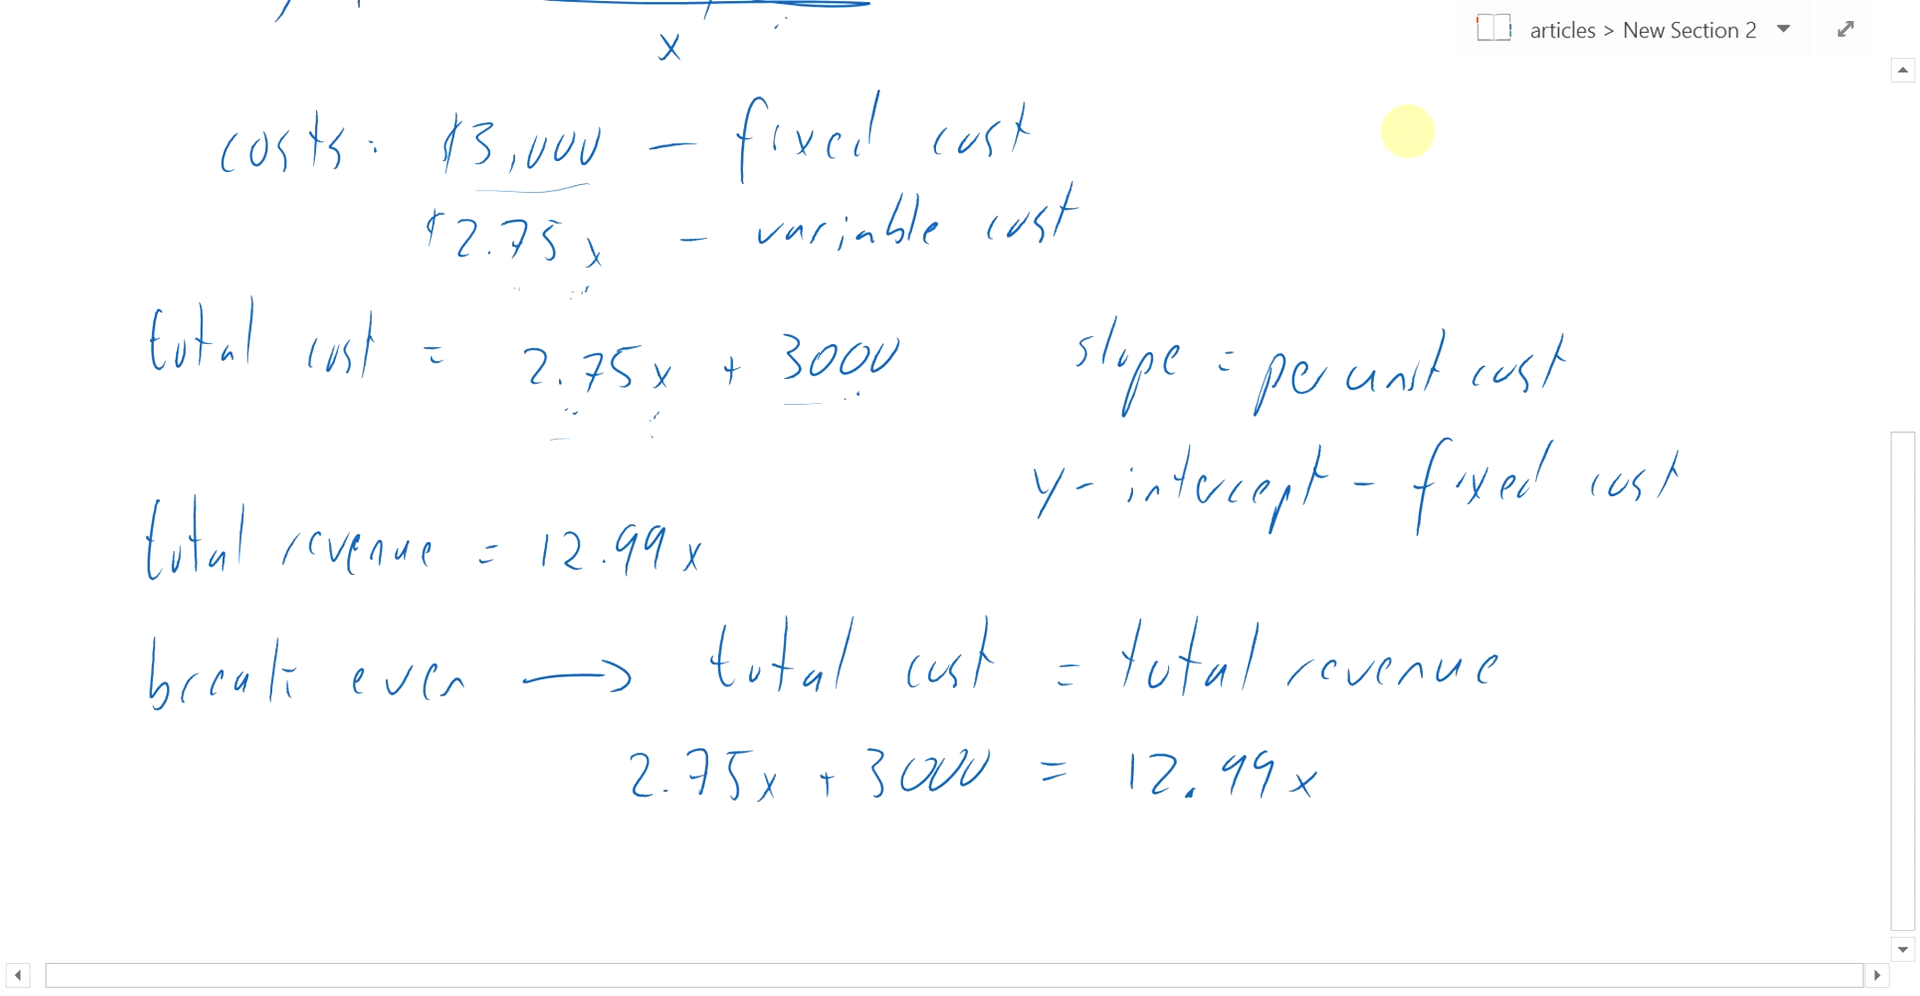 articles > New Section 2
x
costs: $3,000 — fixed cost
$2.75x - variable cost
total cost = 2.75x + 3000
slope = per unit cost
y-intercept - fixed cost
total revenue = 12.99x
break even → total cost = total revenue
2.75x + 3000 = 12.99x